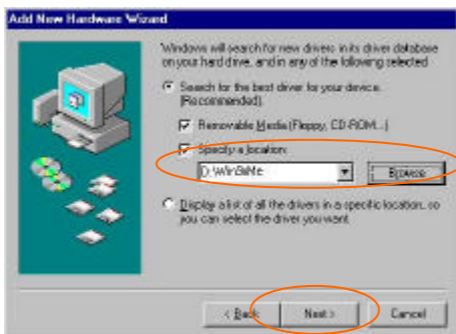 Add New Hardware Wizard
Windows will search for new drivers in its driver database
on your hard drive, and in any of the following selected
Search for the best driver for your device.
(Recommended).
Removable Media (Floppy, CD-ROM...)
Specify a location:
Browse
Display a list of all the drivers in a specific location, so
you can select the driver you want.
< Back
Next >
Cancel